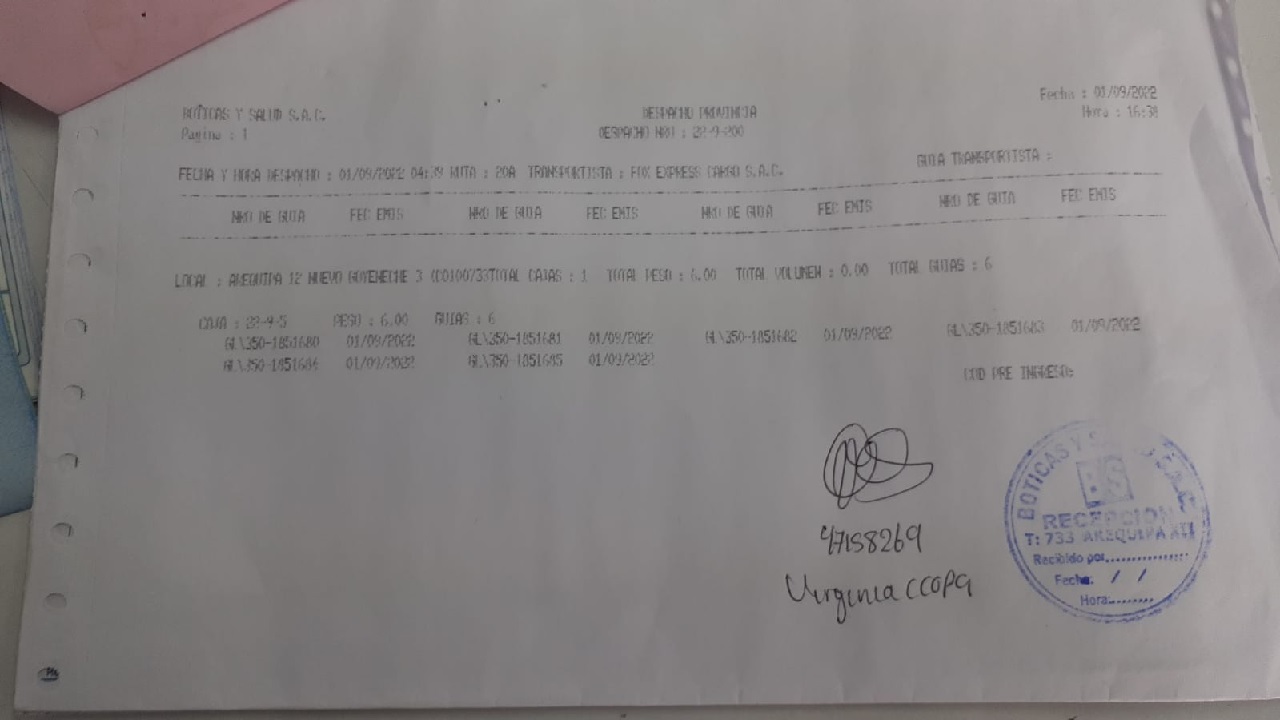 BOTICAS Y SALUD S.A.C.
Pagina : 1
DESPACHO PROVINCIA
DESPACHO NRO : 22-9-200
Fecha : 01/09/2022
Hora : 16:38
FECHA Y HORA DESPACHO : 01/09/2022 04:39 RUTA : 20A TRANSPORTISTA : FOX EXPRESS CARGO S.A.C.
GUIA TRANSPORTISTA :
NRO DE GUIA FEC EMIS NRO DE GUIA FEC EMIS NRO DE GUIA FEC EMIS NRO DE GUIA FEC EMIS
LOCAL : AREQUIPA 12 NUEVO GOYENECHE 3 TOTAL CAJAS : 1 TOTAL PESO : 6.00 TOTAL VOLUMEN : 0.00 TOTAL GUIAS : 6
CAJA : 22-9-5 PESO : 6.00 GUIAS : 6
GL\350-1851680 01/09/2022 GL\350-1851681 01/09/2022 GL\350-1851682 01/09/2022 GL\350-1851683 01/09/2022
GL\350-1851684 01/09/2022 GL\350-1851685 01/09/2022
COD PRE INGRESO:
47158269
Virginia ccopa
BOTICAS Y S.A.C.
BS
RECEPCION
T: 733 AREQUIPA XII
Recibido por...............
Fecha: / /
Hora:........